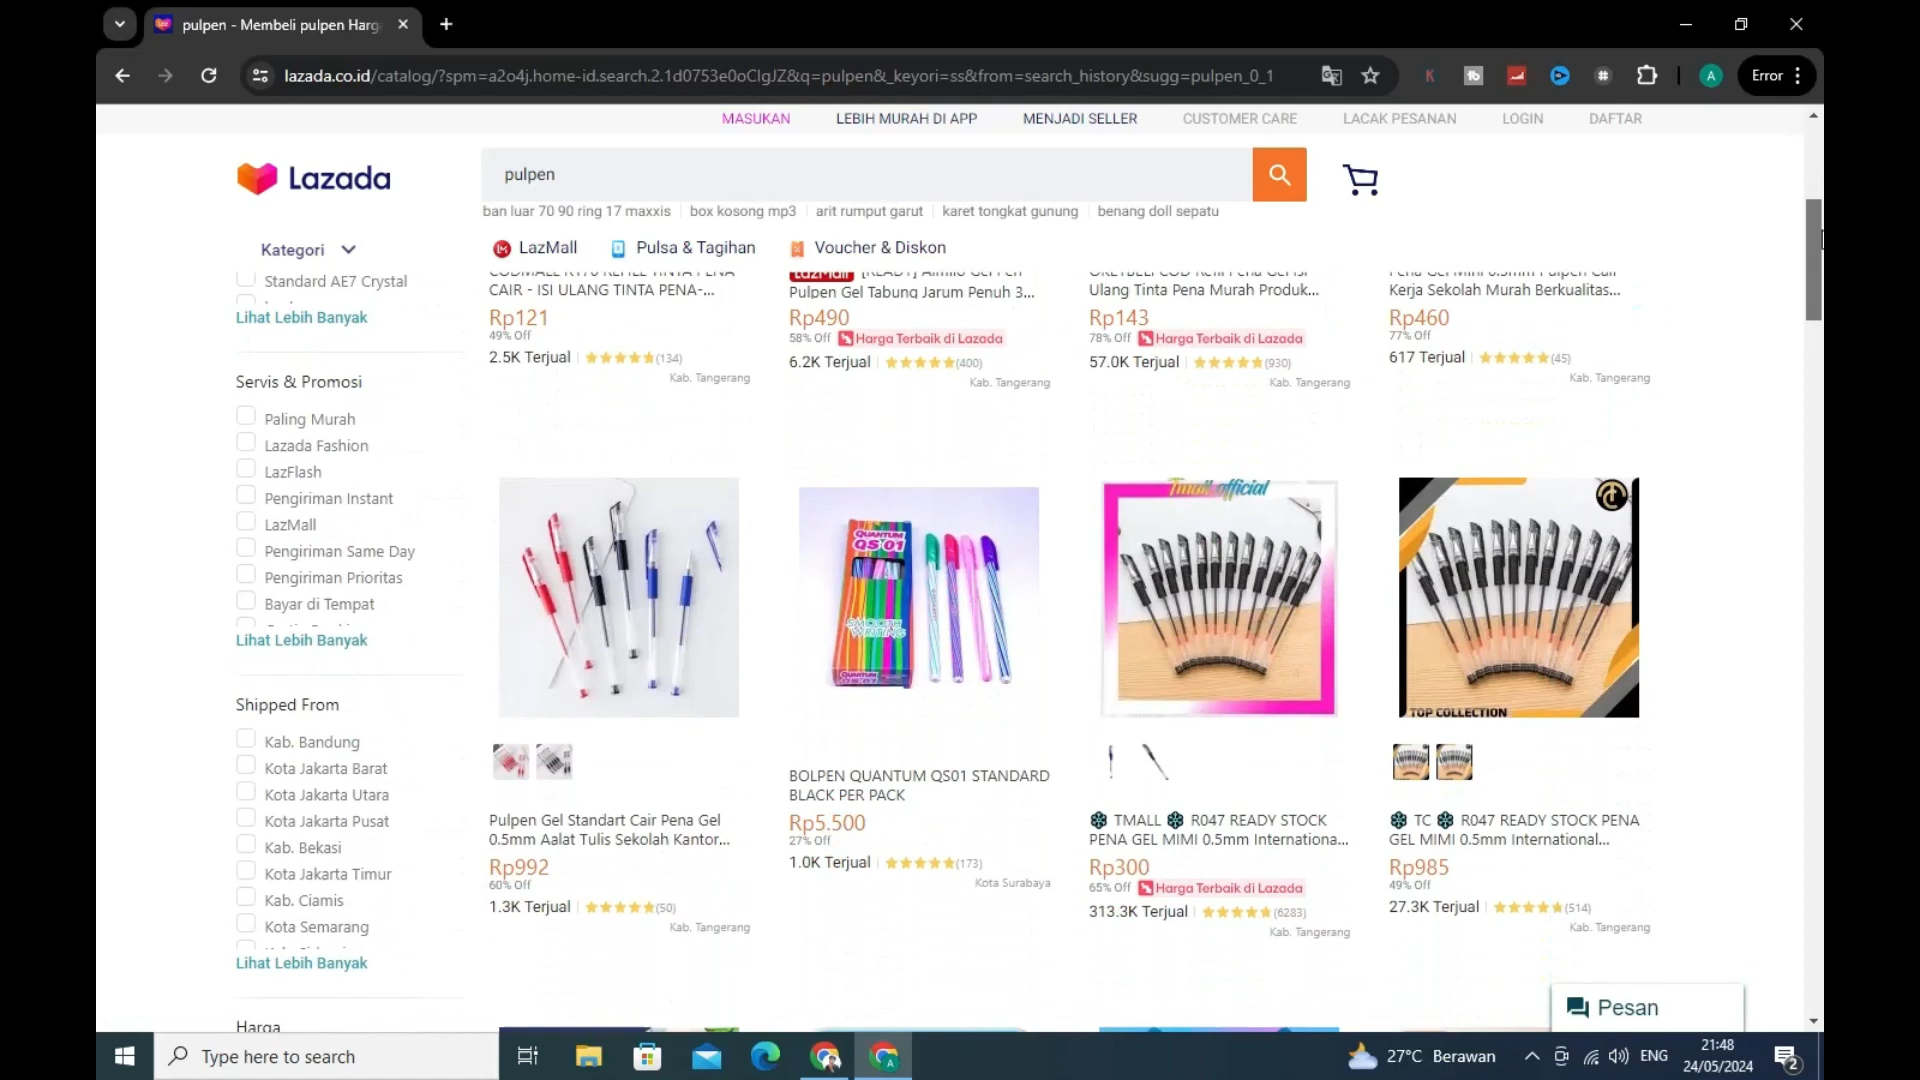 pulpen - Membeli pulpen Harg
lazada.co.id/catalog/?spm=a2o4j.home-id.search.2.1d0753e0oClgJZ&q=pulpen&_keyori=ss&from=search_history&sugg=pulpen_0_1
Error
MASUKAN
LEBIH MURAH DI APP
MENJADI SELLER
CUSTOMER CARE
LACAK PESANAN
LOGIN
DAFTAR
Lazada
pulpen
ban luar 70 90 ring 17 maxxis
box kosong mp3
arit rumput garut
karet tongkat gunung
benang doll sepatu
Kategori
LazMall
Pulsa & Tagihan
Voucher & Diskon
Standard AE7 Crystal
Lihat Lebih Banyak
Servis & Promosi
Paling Murah
Lazada Fashion
LazFlash
Pengiriman Instant
LazMall
Pengiriman Same Day
Pengiriman Prioritas
Bayar di Tempat
Lihat Lebih Banyak
Shipped From
Kab. Bandung
Kota Jakarta Barat
Kota Jakarta Utara
Kota Jakarta Pusat
Kab. Bekasi
Kota Jakarta Timur
Kab. Ciamis
Kota Semarang
Lihat Lebih Banyak
Harga
CAIR - ISI ULANG TINTA PENA-...
Rp121
49% Off
2.5K Terjual (134)
Kab. Tangerang
Pulpen Gel Tabung Jarum Penuh 3...
Rp490
58% Off Harga Terbaik di Lazada
6.2K Terjual (400)
Kab. Tangerang
Ulang Tinta Pena Murah Produk...
Rp143
78% Off Harga Terbaik di Lazada
57.0K Terjual (930)
Kab. Tangerang
Kerja Sekolah Murah Berkualitas...
Rp460
77% Off
617 Terjual (45)
Kab. Tangerang
Pulpen Gel Standart Cair Pena Gel
0.5mm Aalat Tulis Sekolah Kantor...
Rp992
60% Off
1.3K Terjual (50)
Kab. Tangerang
QUANTUM
QS 01
SMOOTH
WRITING
QUANTUM
QS 01
BOLPEN QUANTUM QS01 STANDARD
BLACK PER PACK
Rp5.500
27% Off
1.0K Terjual (173)
Kota Surabaya
Tmall official
TMALL R047 READY STOCK
PENA GEL MIMI 0.5mm Internationa...
Rp300
65% Off Harga Terbaik di Lazada
313.3K Terjual (6283)
Kab. Tangerang
TOP COLLECTION
TC R047 READY STOCK PENA
GEL MIMI 0.5mm International...
Rp985
49% Off
27.3K Terjual (514)
Kab. Tangerang
Pesan
Type here to search
27°C Berawan
ENG
21:48
24/05/2024
2